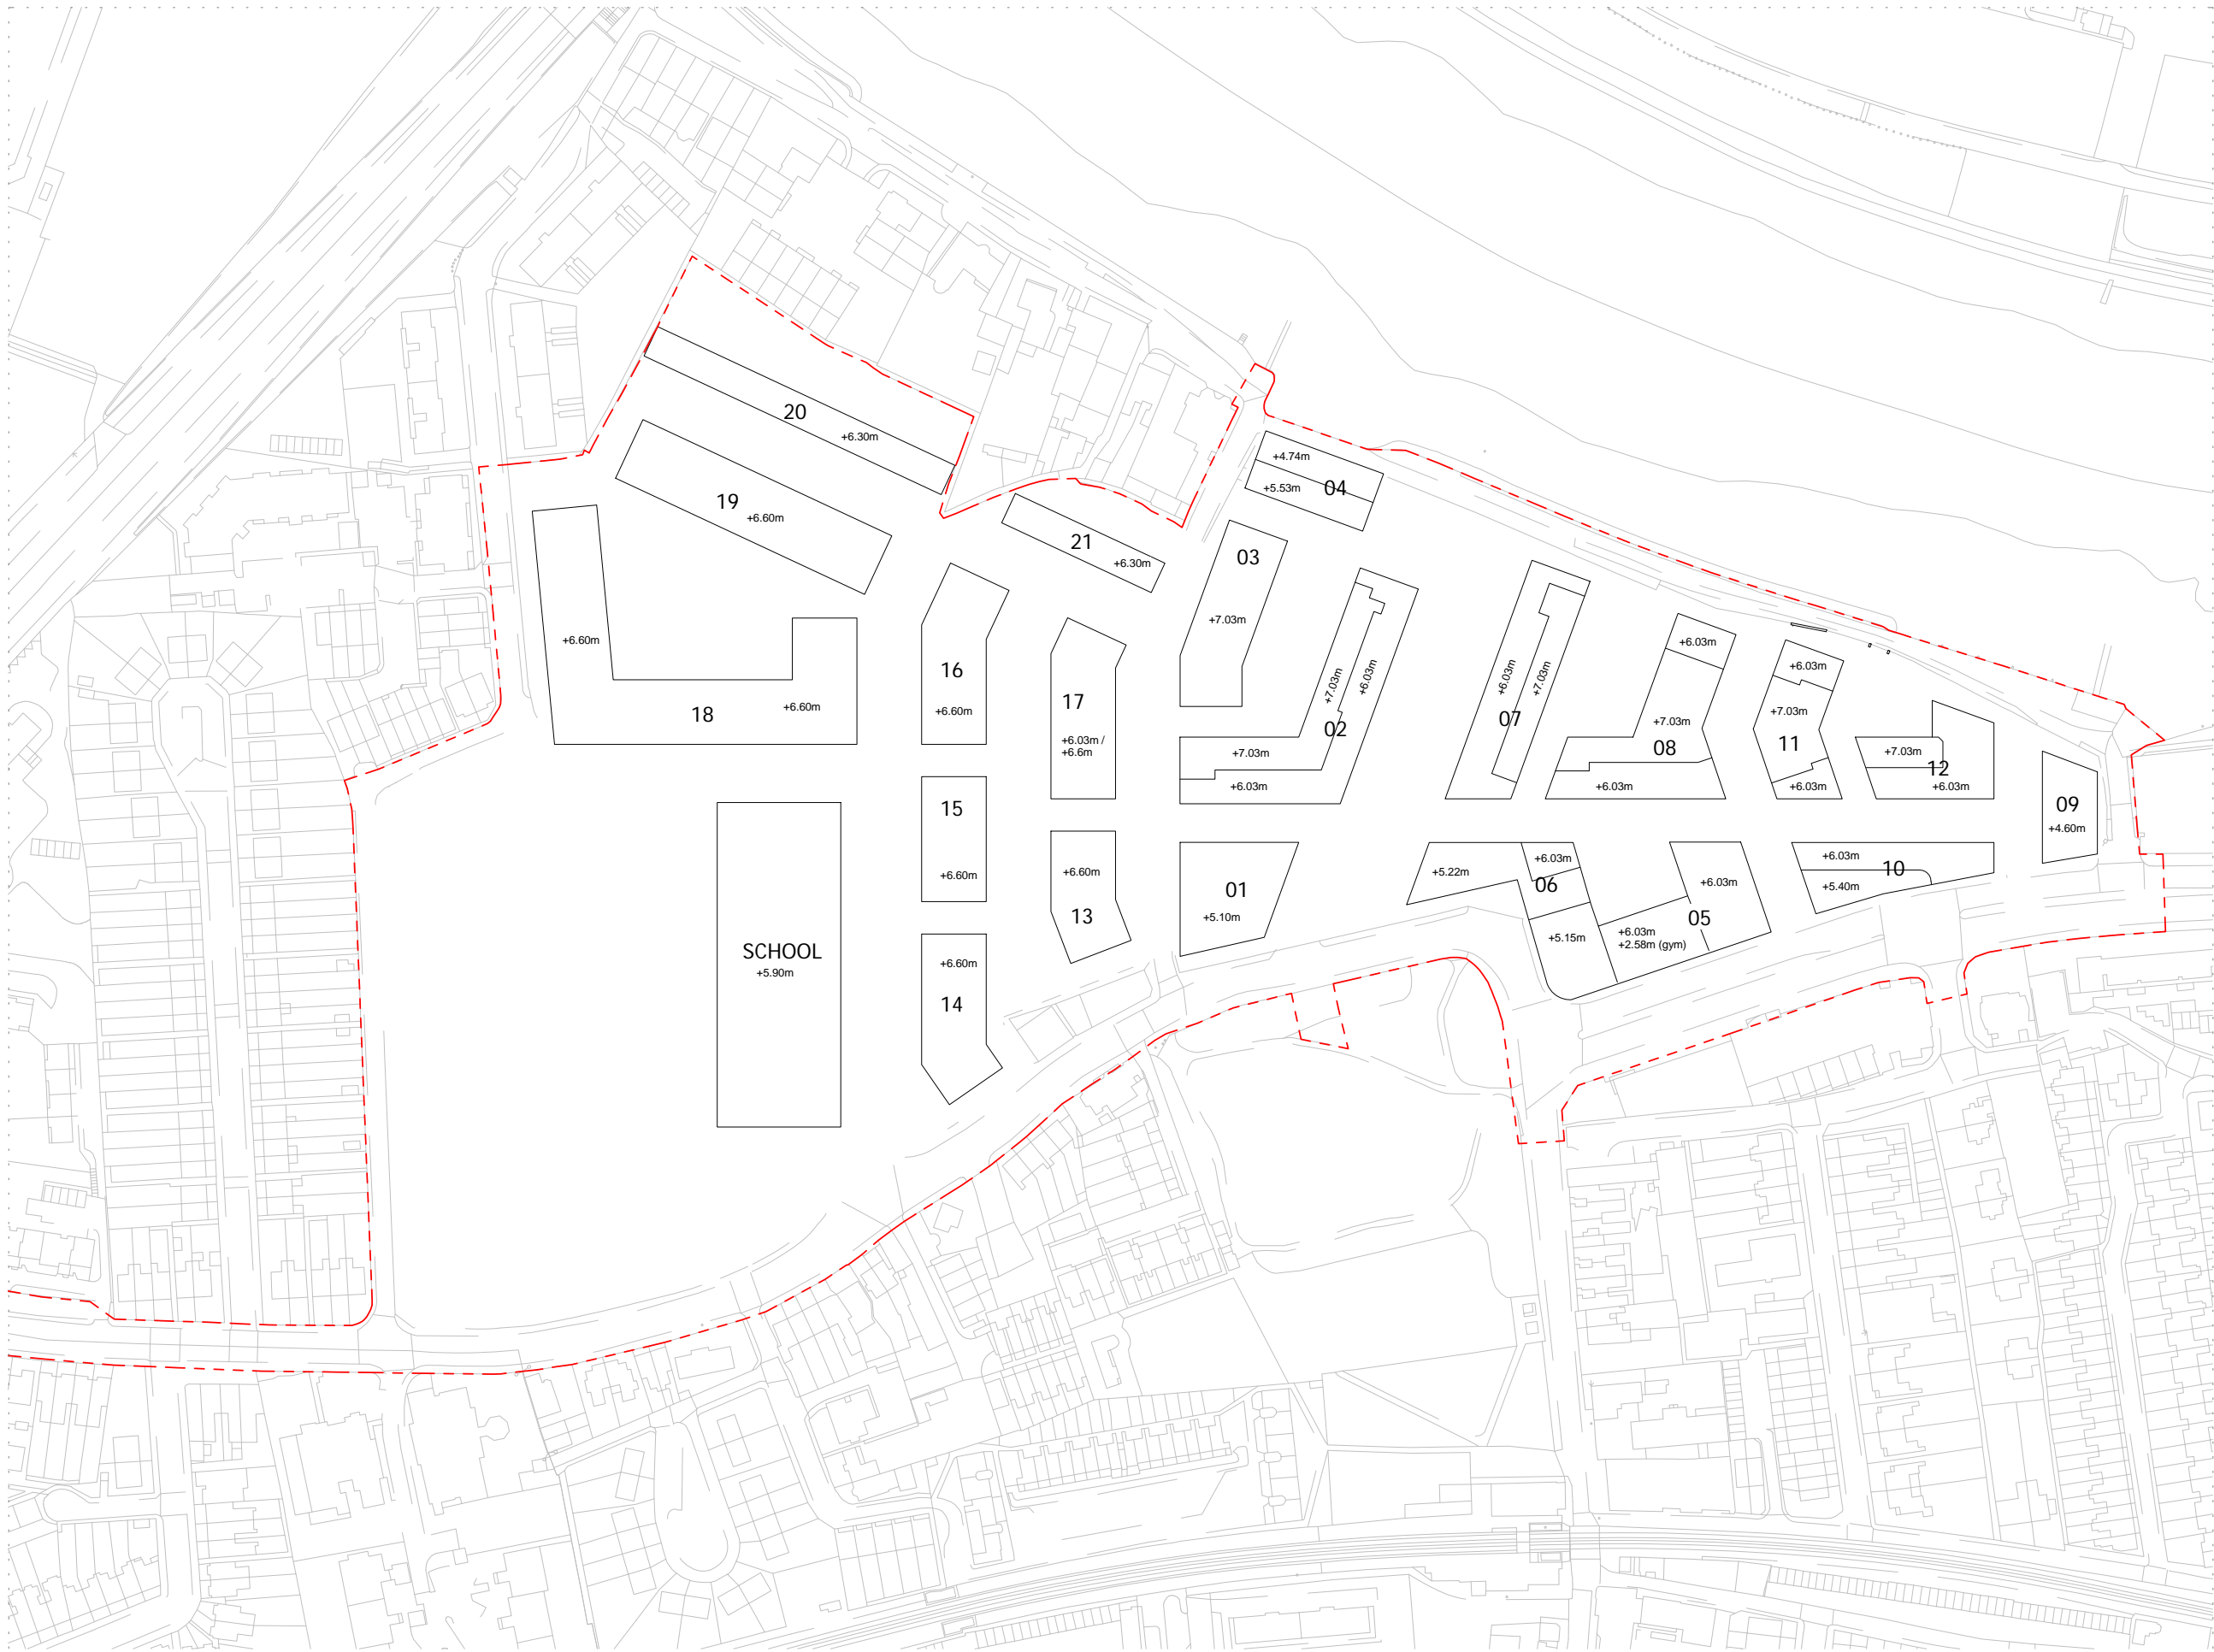 20
+6.30m
19
+6.60m
21
+6.30m
+4.74m
+5.53m
04
03
+7.03m
+6.60m
18
+6.60m
16
+6.60m
17
+6.03m /
+6.6m
+7.03m
+6.03m
02
+7.03m
+6.03m
+6.03m
+7.03m
07
+6.03m
+7.03m
08
+6.03m
+6.03m
+7.03m
11
+6.03m
+7.03m
12
+6.03m
09
+4.60m
15
+6.60m
+6.60m
13
01
+5.10m
+5.22m
+6.03m
06
+5.15m
+6.03m
05
+6.03m
+2.58m (gym)
+6.03m
10
+5.40m
SCHOOL
+5.90m
+6.60m
14